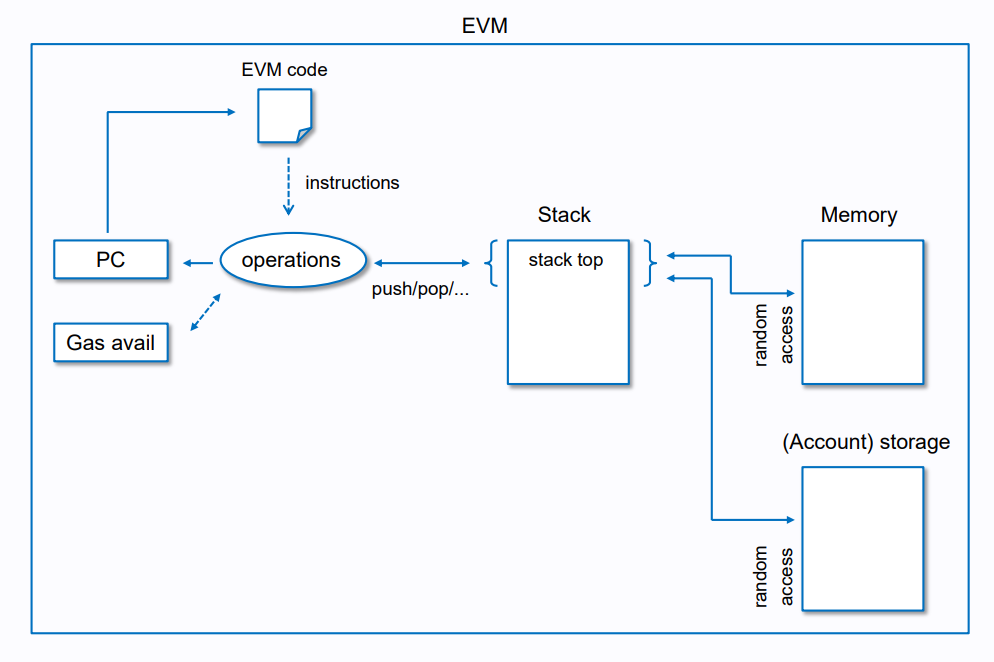 EVM
EVM code
instructions
Stack
Memory
PC
operations
push/pop/...
stack top
random
access
Gas avail
(Account) storage
random
access